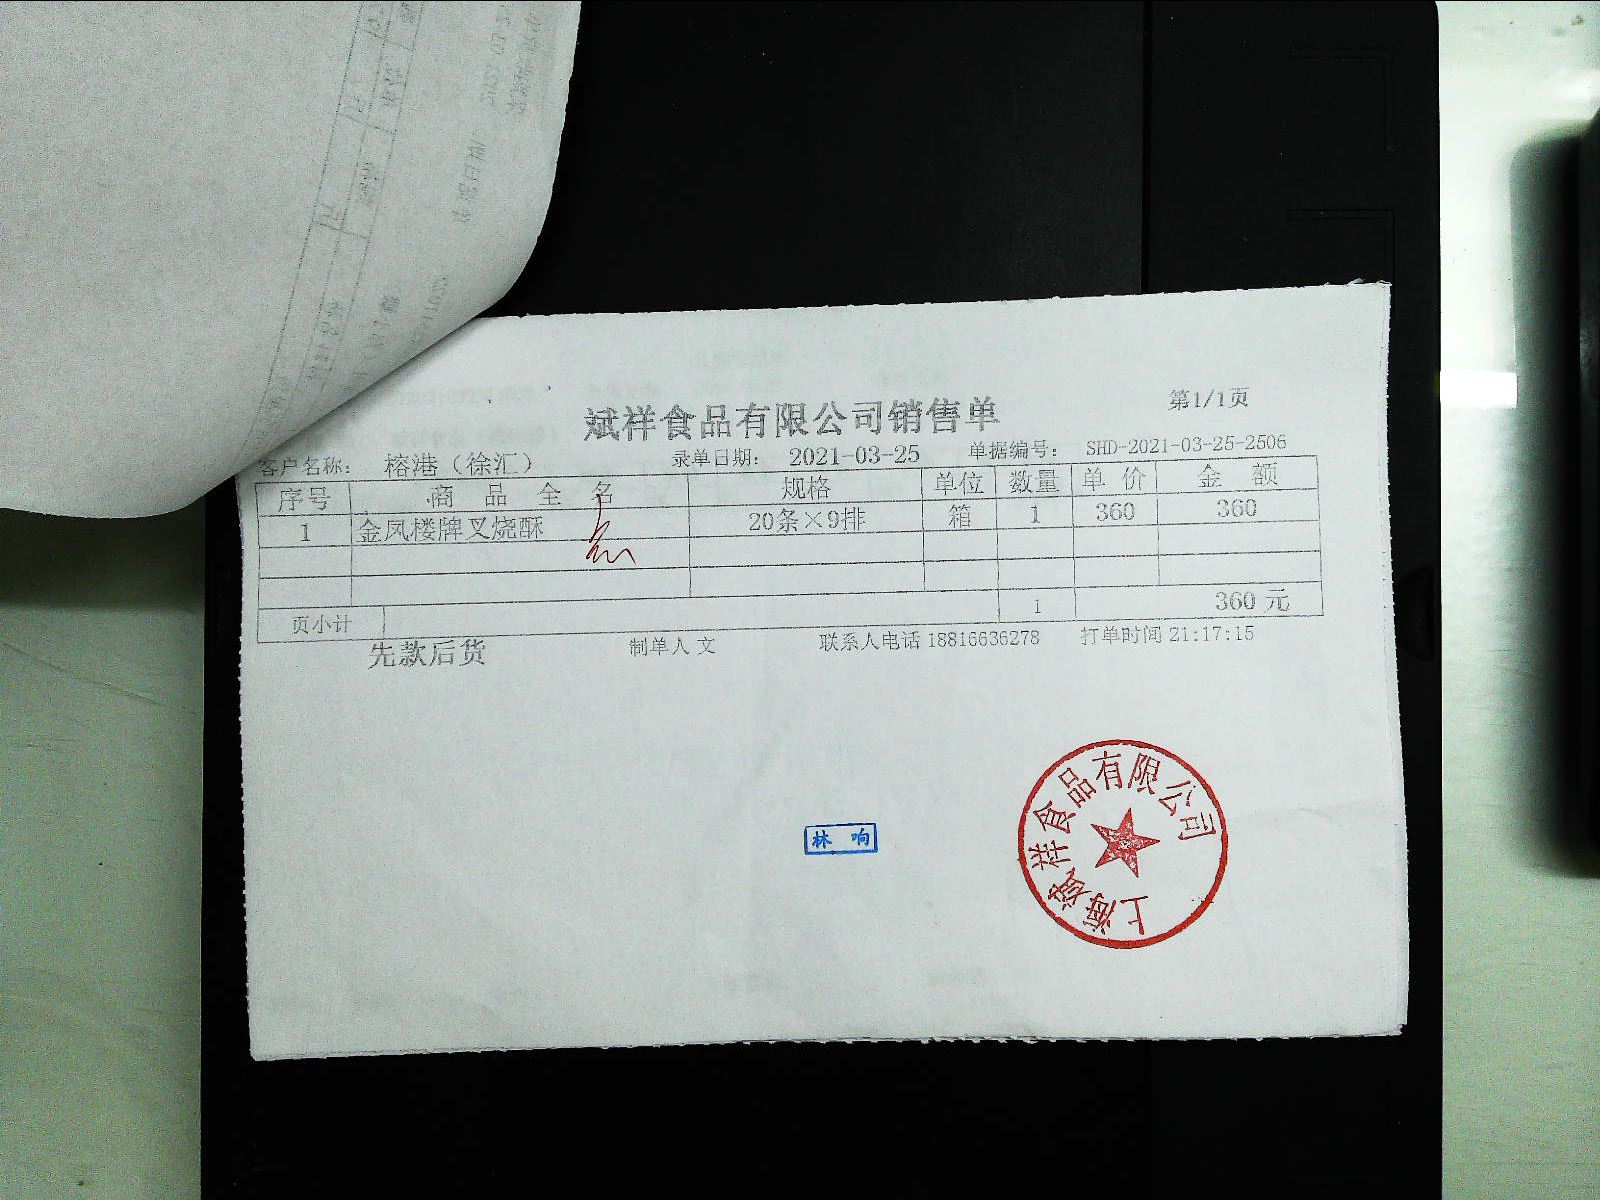 第1/1页
斌祥食品有限公司销售单
客户名称： 榕港（徐汇） 录单日期： 2021-03-25 单据编号： SHD-2021-03-25-2506
序号 商品全名 规格 单位 数量 单价 金额
1 金凤楼牌叉烧酥 20条×9排 箱 1 360 360
页小计 1 360元
先款后货 制单人 文 联系人电话 18816636278 打单时间 21:17:15
林响
上海斌祥食品有限公司